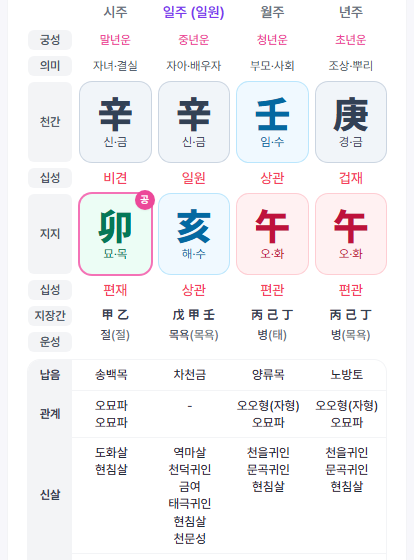 시주 일주 (일원) 월주 년주
궁성 말년운 중년운 청년운 초년운
의미 자녀·결실 자아·배우자 부모·사회 조상·뿌리
천간 辛 辛 壬 庚
신·금 신·금 임·수 경·금
십성 비견 일원 상관 겁재
공
지지 卯 亥 午 午
묘·목 해·수 오·화 오·화
십성 편재 상관 편관 편관
지장간 甲 乙 戊 甲 壬 丙 己 丁 丙 己 丁
운성 절(절) 목욕(목욕) 병(태) 병(목욕)
납음 송백목 차천금 양류목 노방토
관계 오묘파 - 오오형(자형) 오오형(자형)
오묘파 오묘파 오묘파
신살 도화살 역마살 천을귀인 천을귀인
현침살 천덕귀인 문곡귀인 문곡귀인
금여 현침살 현침살
태극귀인
현침살
천문성